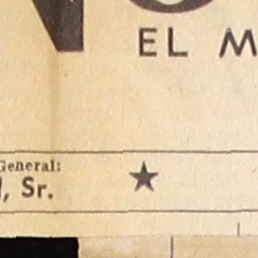 EL M
General:
, Sr.